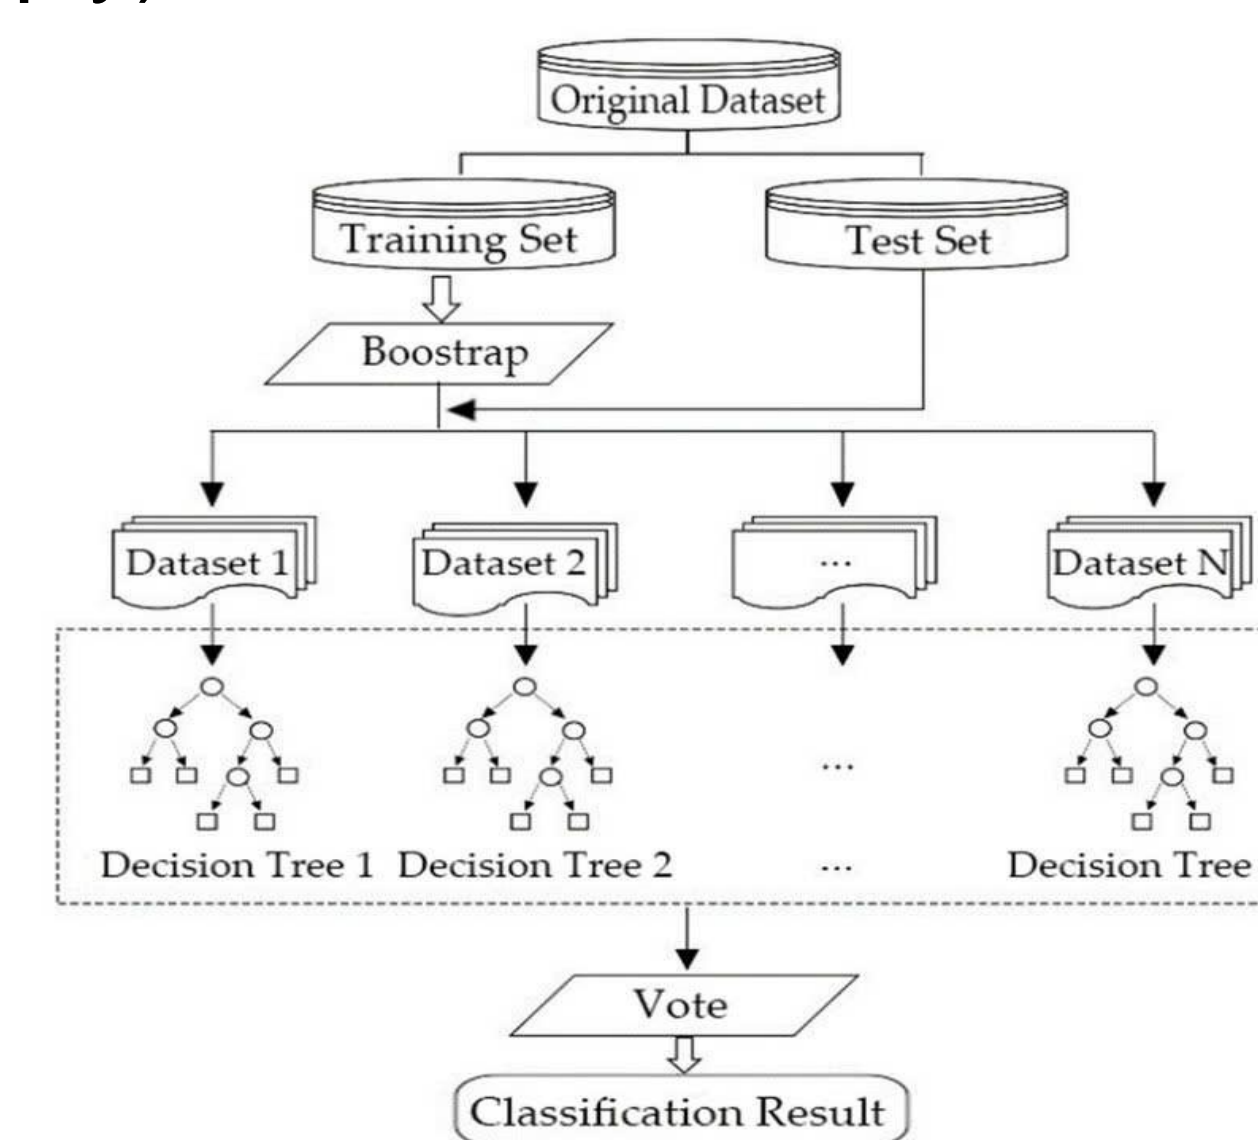 Original Dataset
Training Set
Test Set
Boostrap
Dataset 1
Dataset 2
...
Dataset N
...
Decision Tree 1
Decision Tree 2
...
Decision Tree
Vote
Classification Result